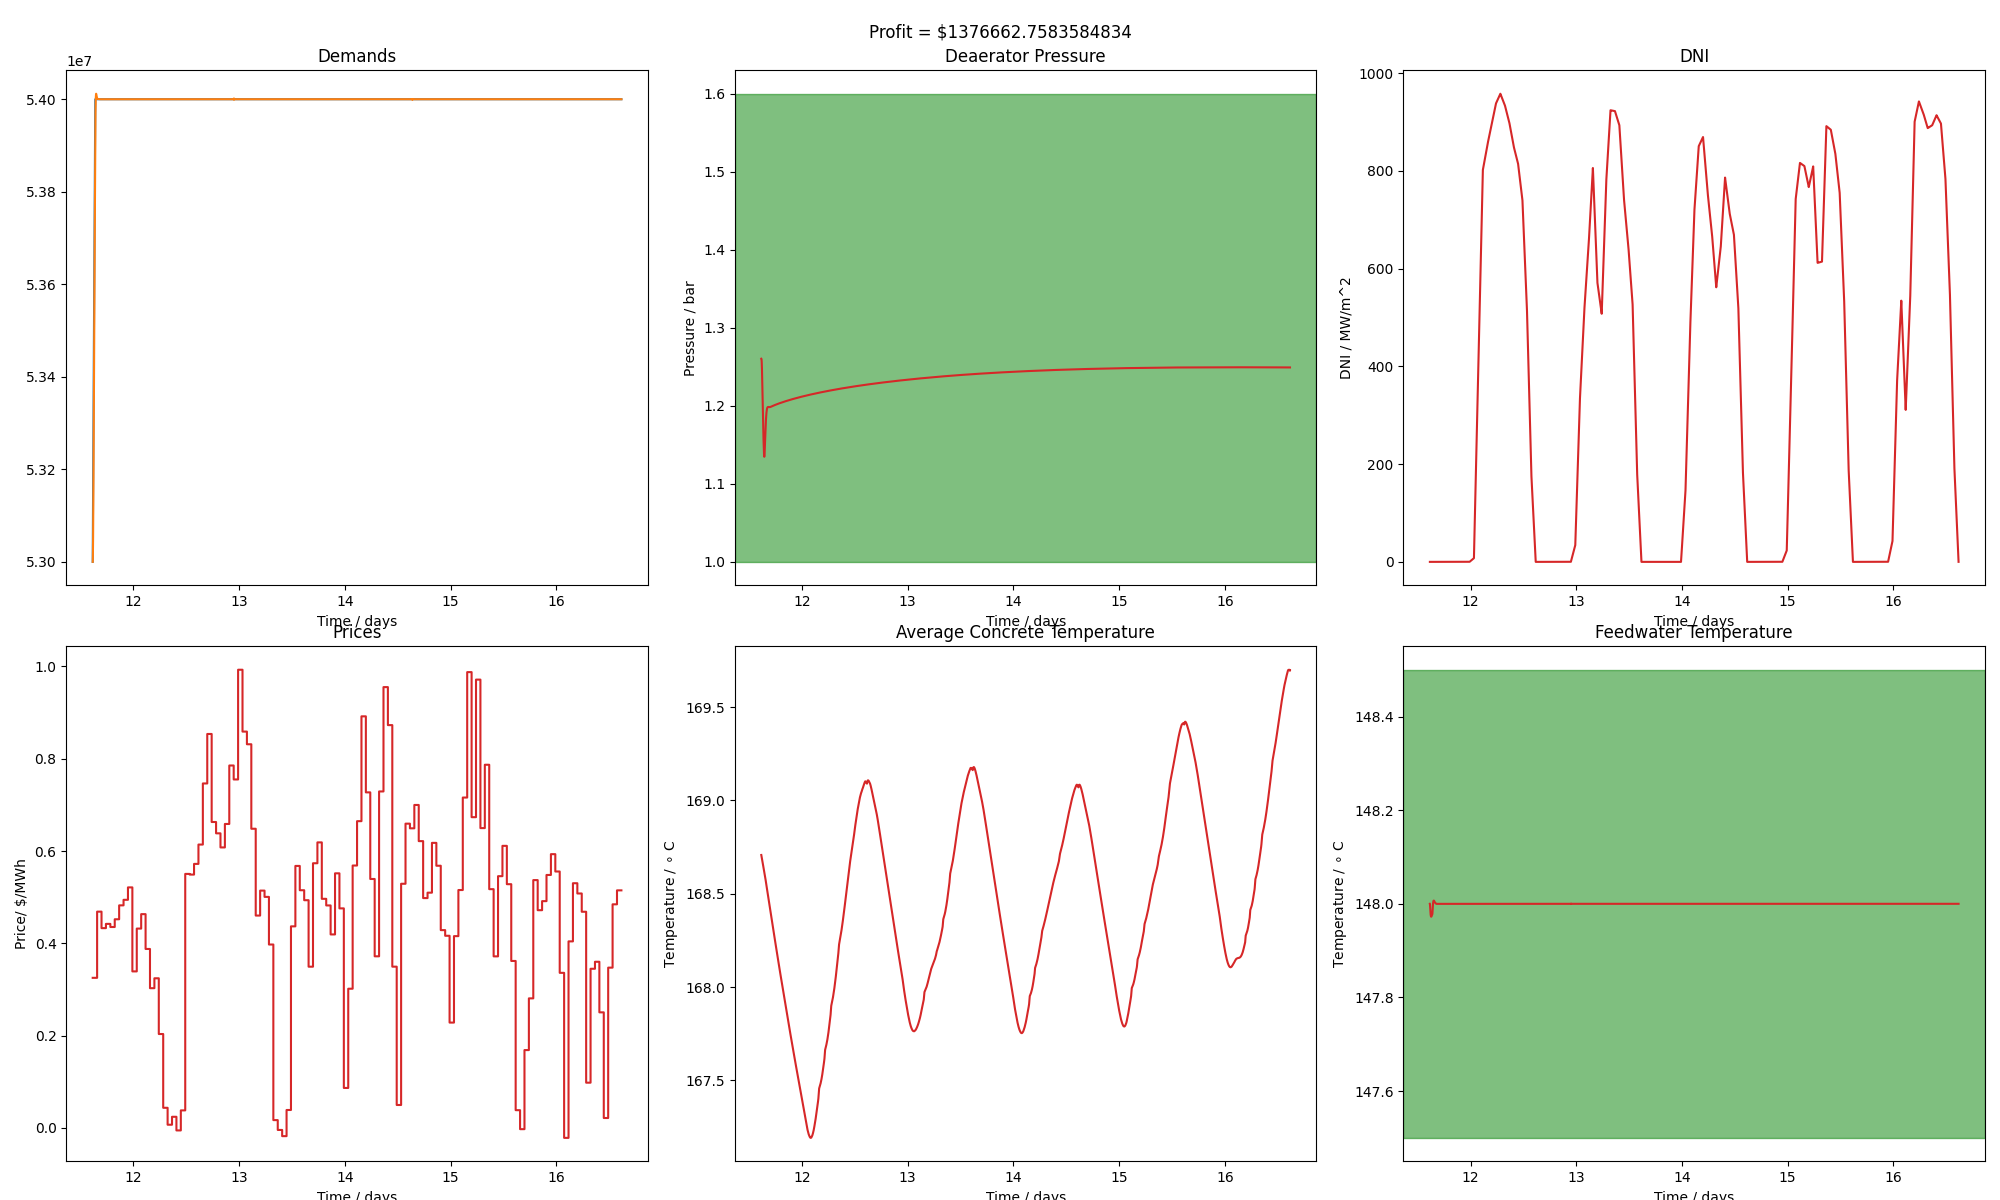 Profit = $1376662.7583584834
Demands
1e7
5.40
5.38
5.36
5.34
5.32
5.30
12 13 14 15 16
Time / days
Deaerator Pressure
Pressure / bar
1.6
1.5
1.4
1.3
1.2
1.1
1.0
12 13 14 15 16
Time / days
DNI
DNI / MW/m^2
1000
800
600
400
200
0
12 13 14 15 16
Time / days
Prices
Price/ $/MWh
1.0
0.8
0.6
0.4
0.2
0.0
12 13 14 15 16
Time / days
Average Concrete Temperature
Temperature / ∘ C
169.5
169.0
168.5
168.0
167.5
12 13 14 15 16
Time / days
Feedwater Temperature
Temperature / ∘ C
148.4
148.2
148.0
147.8
147.6
12 13 14 15 16
Time / days